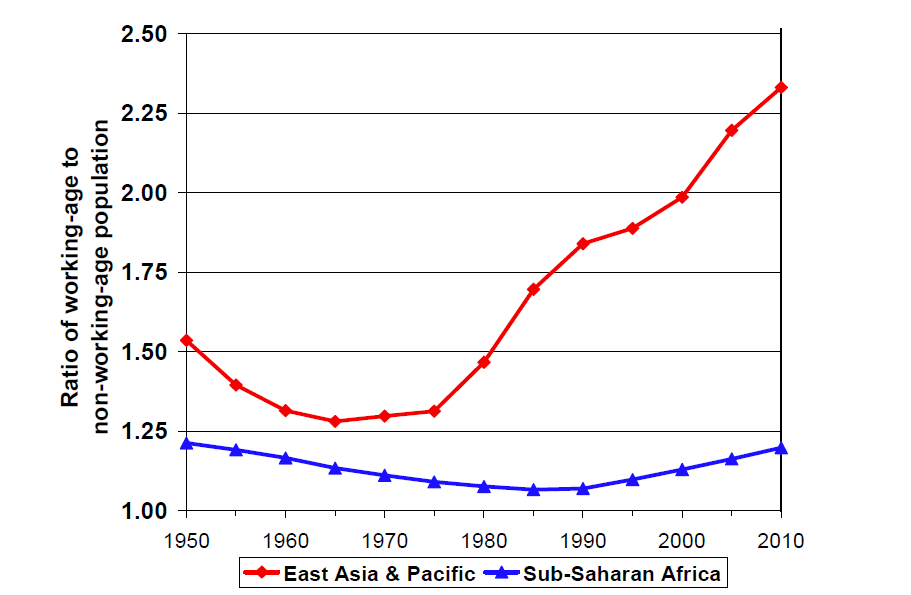 2.50
2.25
2.00
1.75
1.50
1.25
1.00
Ratio of working-age to
non-working-age population
1950 1960 1970 1980 1990 2000 2010
East Asia & Pacific Sub-Saharan Africa